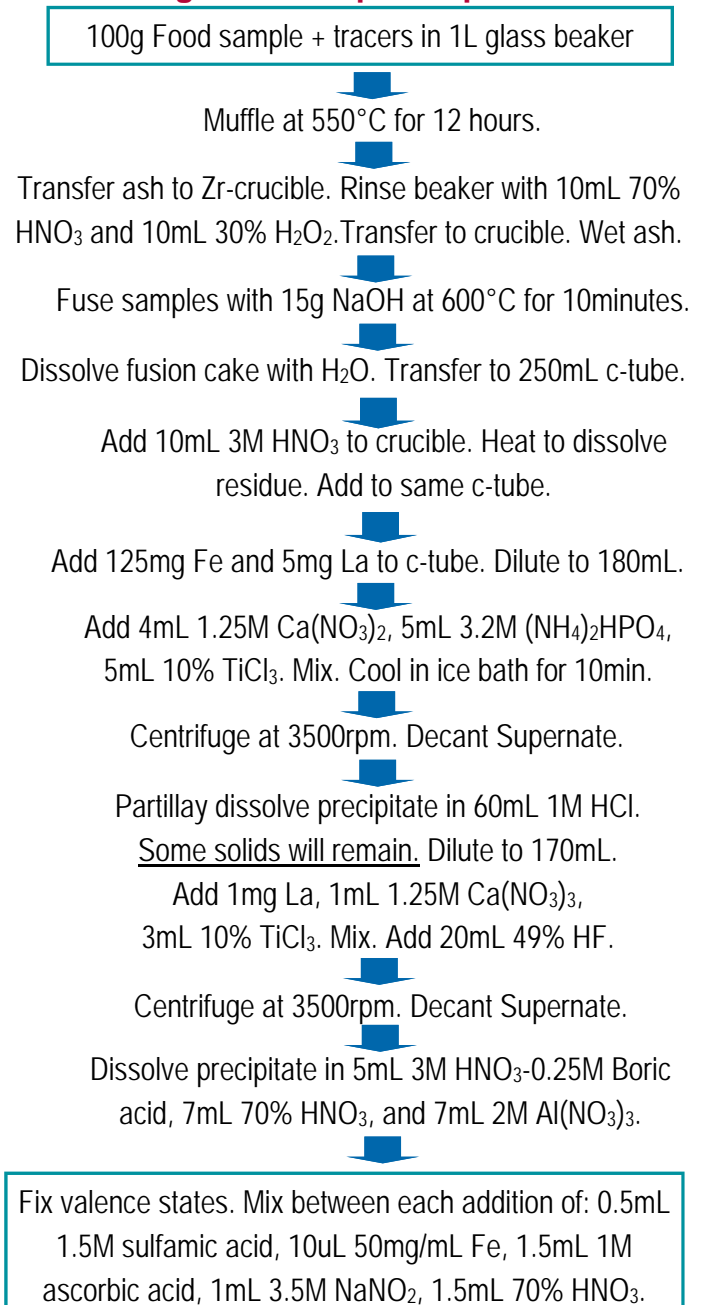 100g Food sample + tracers in 1L glass beaker
Muffle at 550°C for 12 hours.
Transfer ash to Zr-crucible. Rinse beaker with 10mL 70%
HNO₃ and 10mL 30% H₂O₂.Transfer to crucible. Wet ash.
Fuse samples with 15g NaOH at 600°C for 10minutes.
Dissolve fusion cake with H₂O. Transfer to 250mL c-tube.
Add 10mL 3M HNO₃ to crucible. Heat to dissolve
residue. Add to same c-tube.
Add 125mg Fe and 5mg La to c-tube. Dilute to 180mL.
Add 4mL 1.25M Ca(NO₃)₂, 5mL 3.2M (NH₄)₂HPO₄,
5mL 10% TiCl₃. Mix. Cool in ice bath for 10min.
Centrifuge at 3500rpm. Decant Supernate.
Partillay dissolve precipitate in 60mL 1M HCl.
Some solids will remain. Dilute to 170mL.
Add 1mg La, 1mL 1.25M Ca(NO₃)₃,
3mL 10% TiCl₃. Mix. Add 20mL 49% HF.
Centrifuge at 3500rpm. Decant Supernate.
Dissolve precipitate in 5mL 3M HNO₃-0.25M Boric
acid, 7mL 70% HNO₃, and 7mL 2M Al(NO₃)₃.
Fix valence states. Mix between each addition of: 0.5mL
1.5M sulfamic acid, 10uL 50mg/mL Fe, 1.5mL 1M
ascorbic acid, 1mL 3.5M NaNO₂, 1.5mL 70% HNO₃.